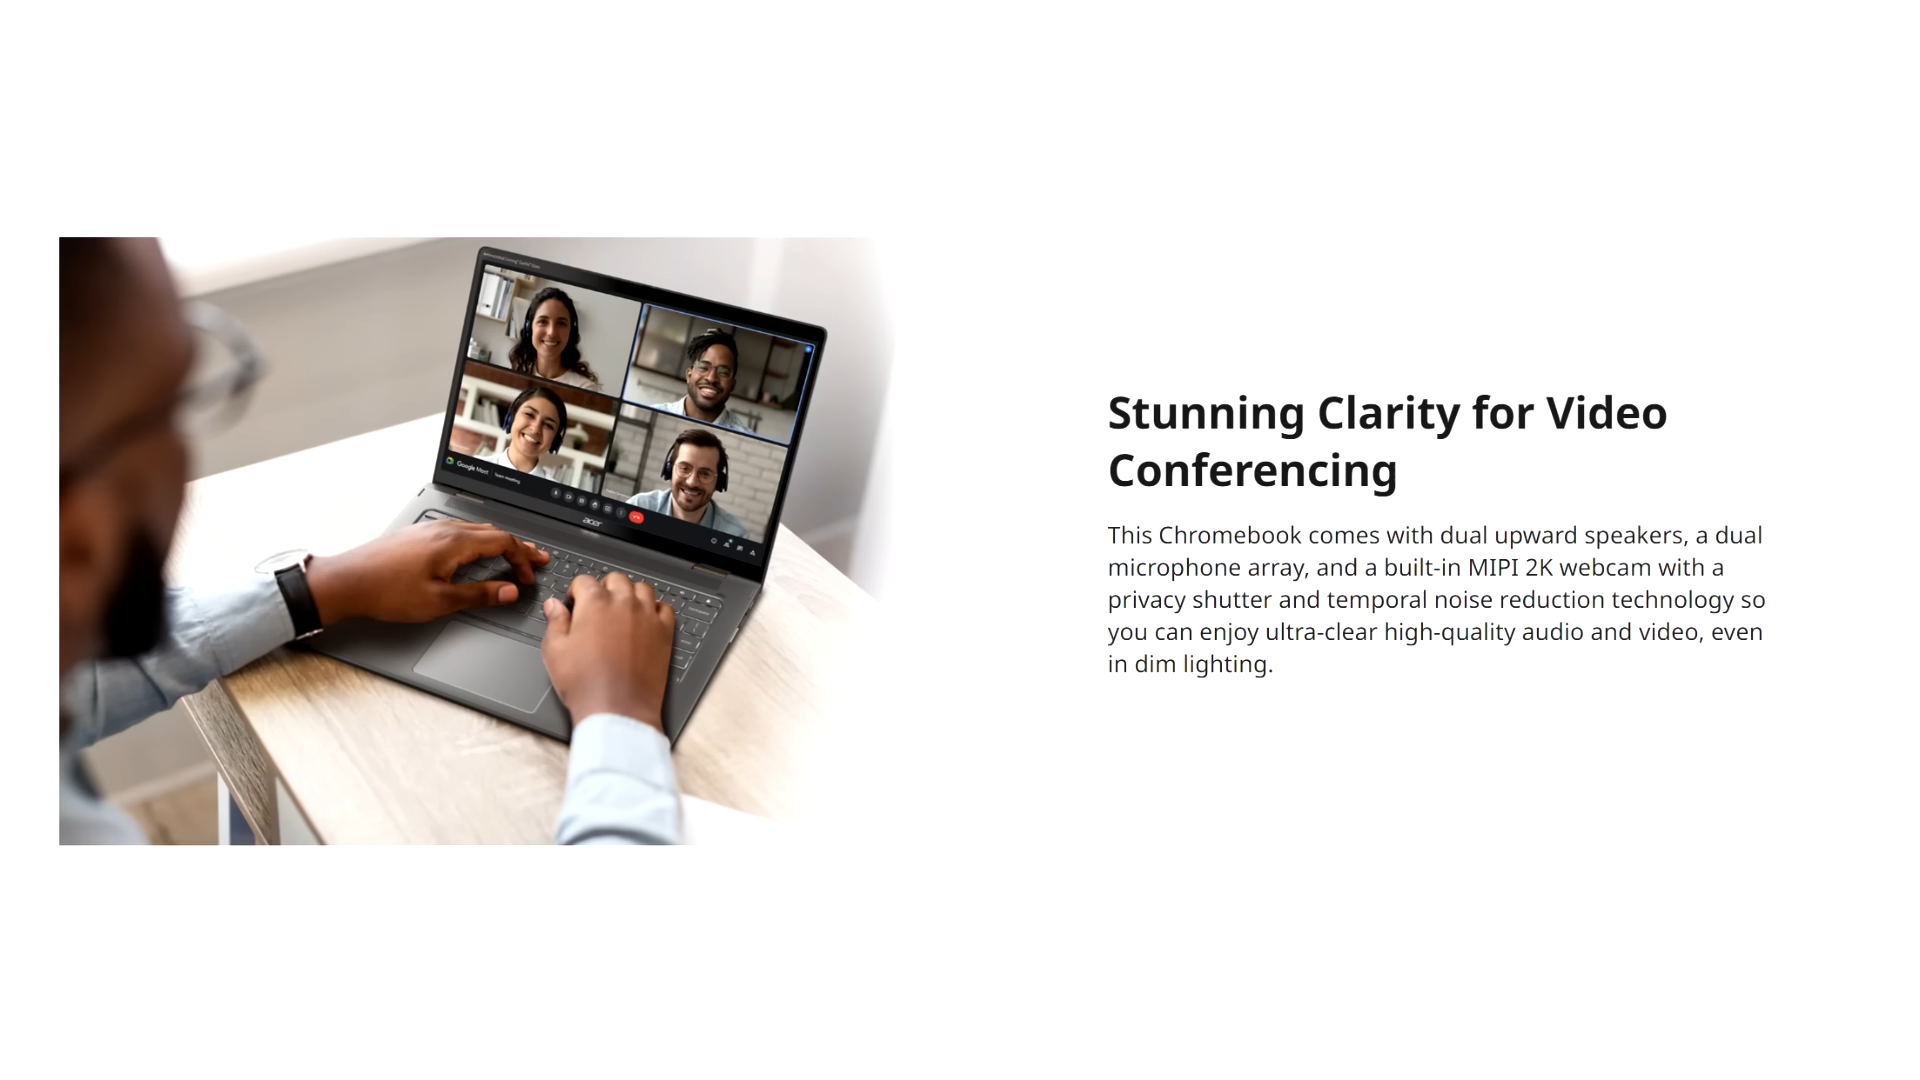 Google Meet
Team meeting
acer
Stunning Clarity for Video
Conferencing
This Chromebook comes with dual upward speakers, a dual
microphone array, and a built-in MIPI 2K webcam with a
privacy shutter and temporal noise reduction technology so
you can enjoy ultra-clear high-quality audio and video, even
in dim lighting.